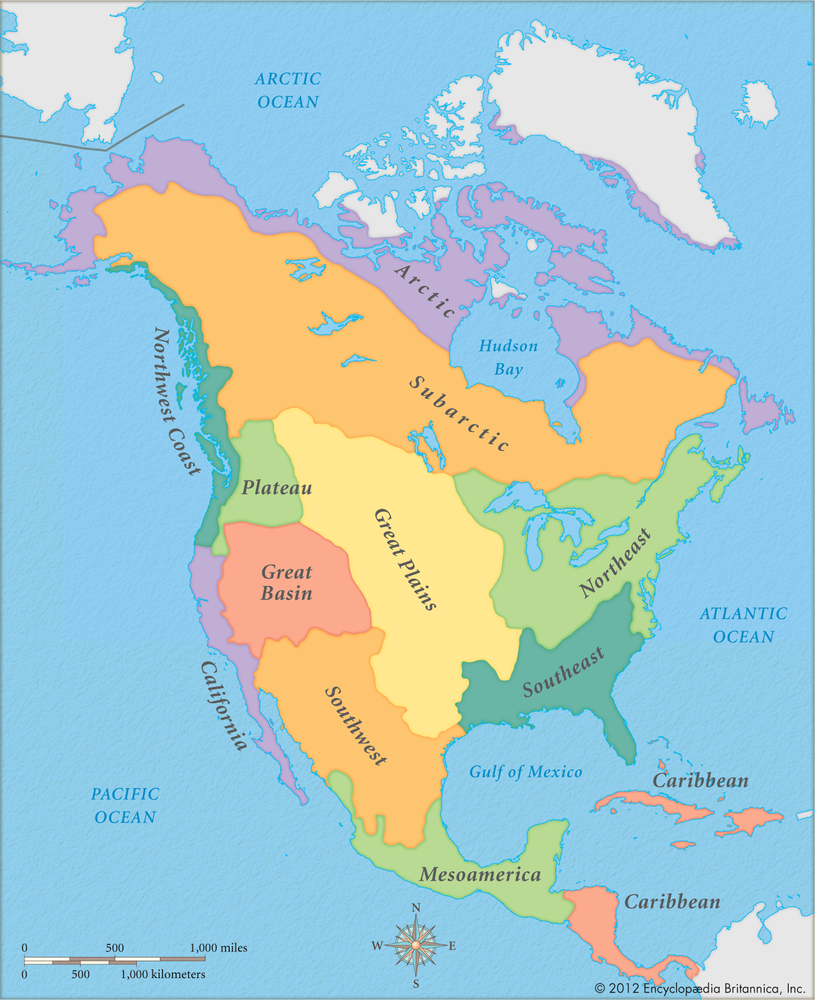 ARCTIC
OCEAN
Arctic
Hudson
Bay
Northwest Coast
Subarctic
Plateau
Great Plains
Northeast
Great
Basin
ATLANTIC
OCEAN
Southeast
California
Southwest
Gulf of Mexico
Caribbean
PACIFIC
OCEAN
Mesoamerica
Caribbean
N
W
E
S
0 500 1,000 miles
0 500 1,000 kilometers
© 2012 Encyclopædia Britannica, Inc.